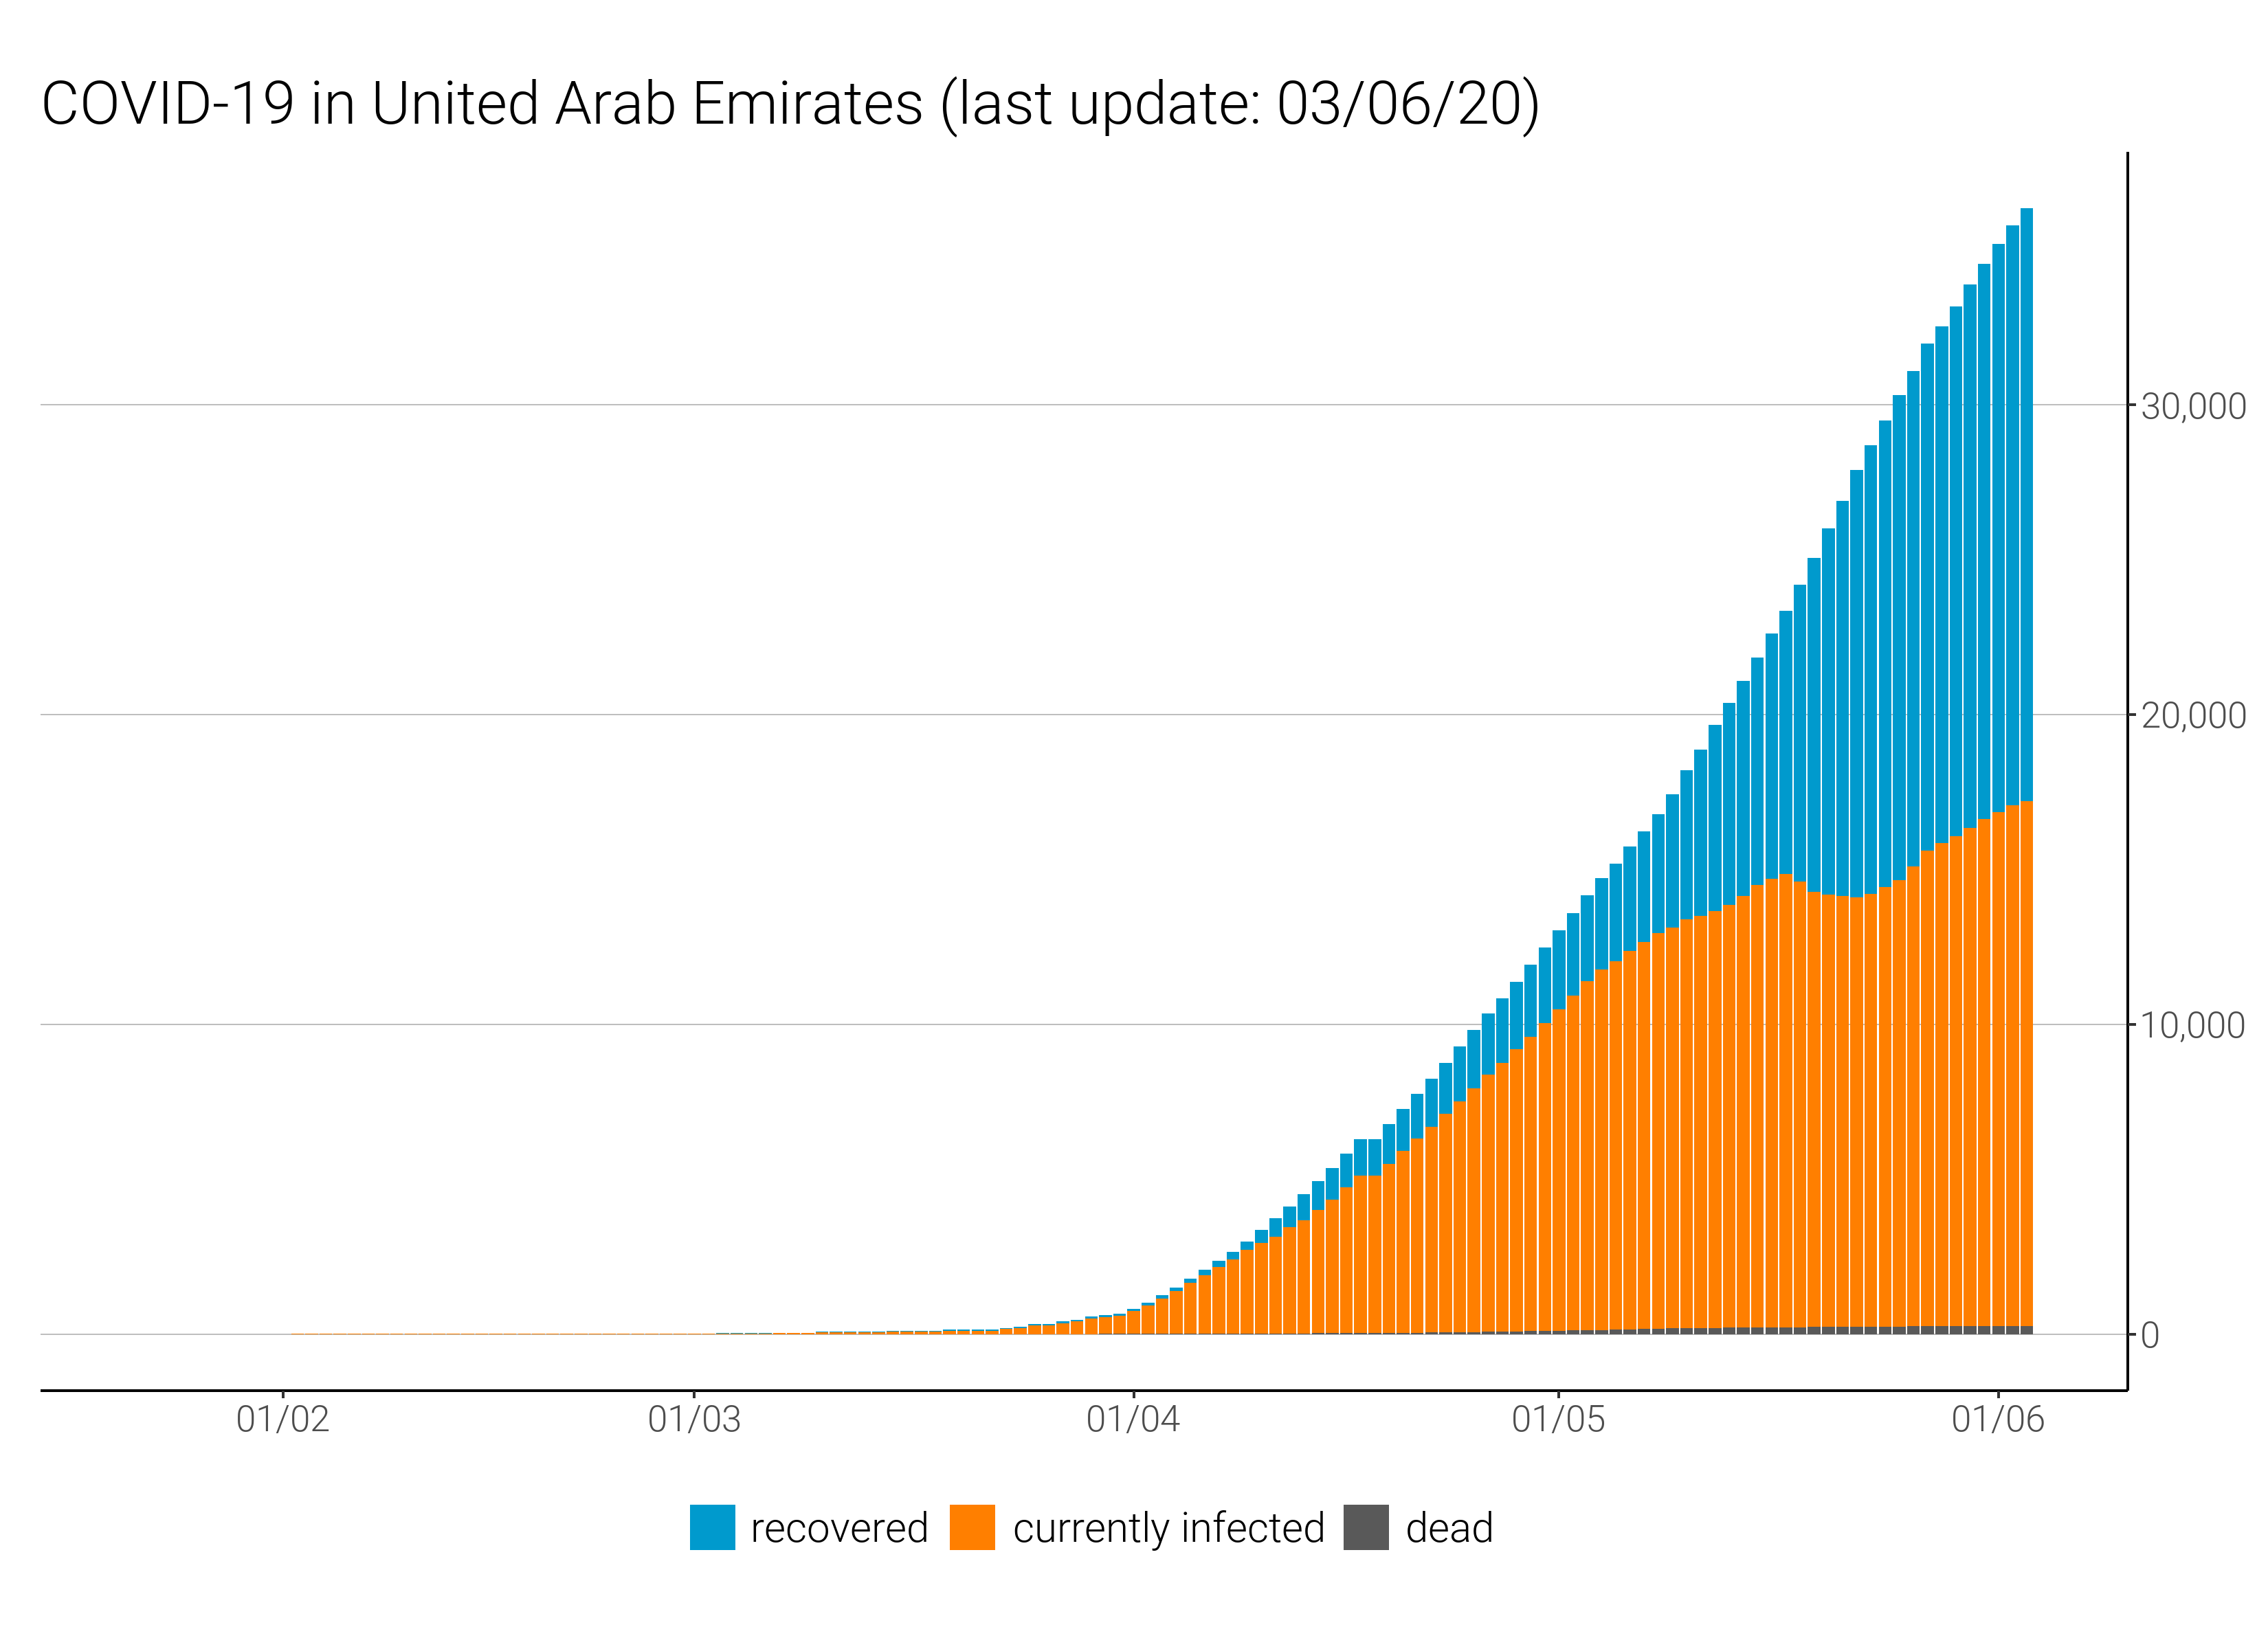 COVID-19 in United Arab Emirates (last update: 03/06/20)
30,000
20,000
10,000
0
01/02 01/03 01/04 01/05 01/06
recovered currently infected dead